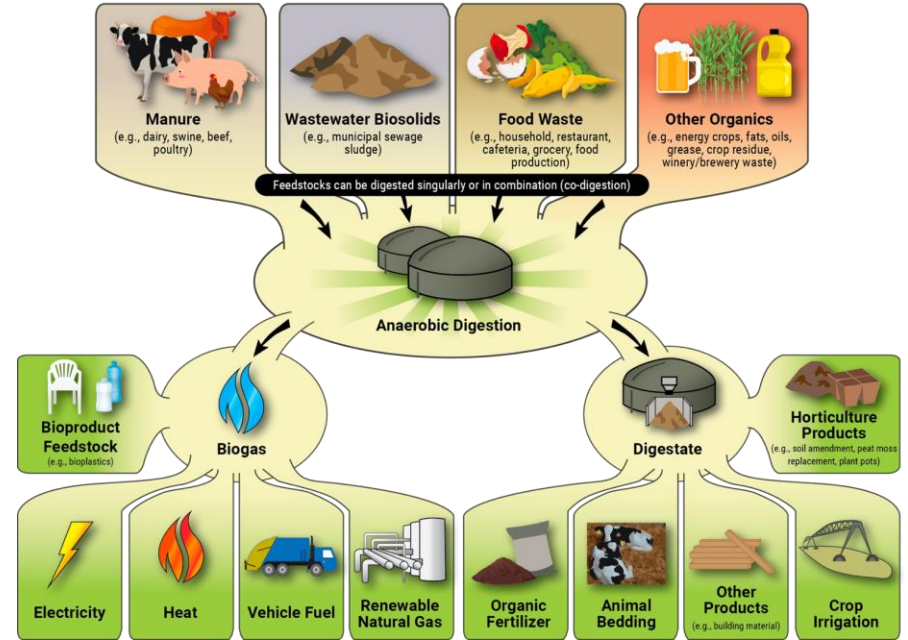 Manure
(e.g., dairy, swine, beef,
poultry)
Wastewater Biosolids
(e.g., municipal sewage
sludge)
Food Waste
(e.g., household, restaurant,
cafeteria, grocery, food
production)
Other Organics
(e.g., energy crops, fats, oils,
grease, crop residue,
winery/brewery waste)
Feedstocks can be digested singularly or in combination (co-digestion)
Anaerobic Digestion
Bioproduct
Feedstock
(e.g., bioplastics)
Biogas
Digestate
Horticulture
Products
(e.g., soil amendment, peat moss
replacement, plant pots)
Electricity
Heat
Vehicle Fuel
Renewable
Natural Gas
Organic
Fertilizer
Animal
Bedding
Other
Products
(e.g., building material)
Crop
Irrigation